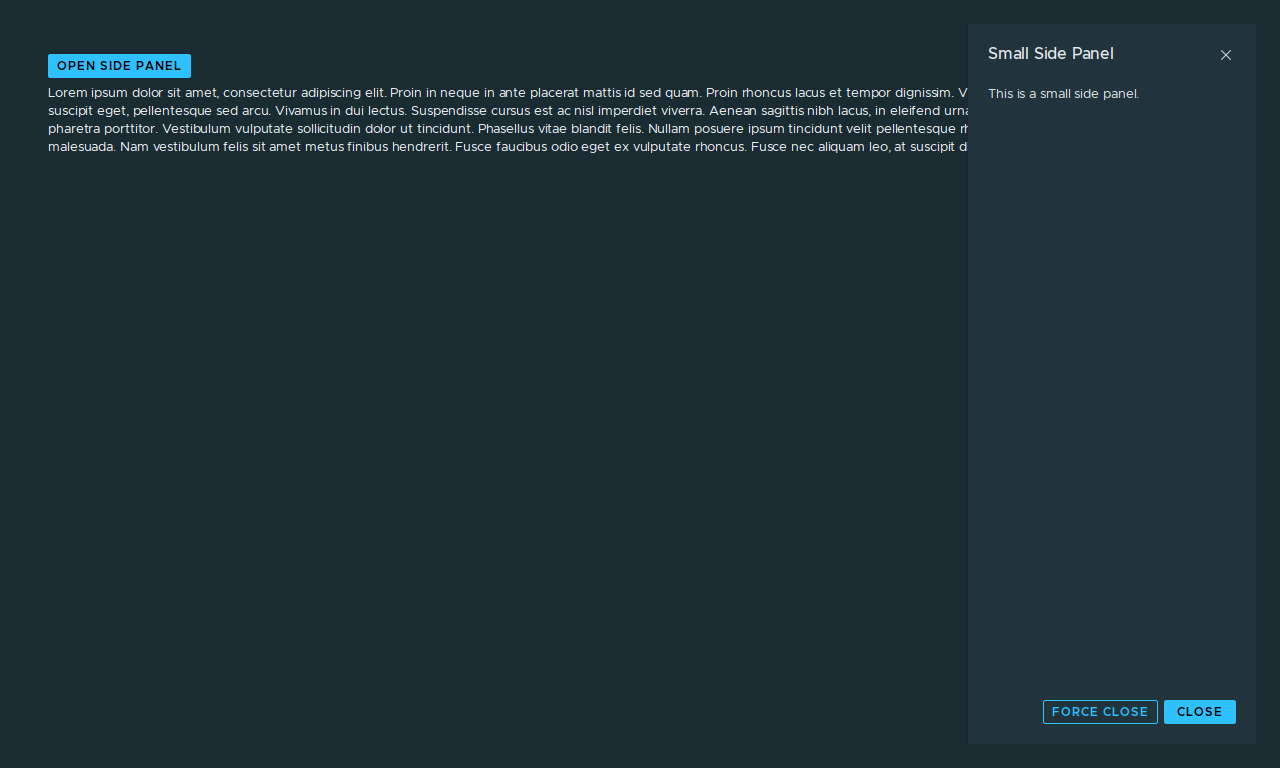 OPEN SIDE PANEL
Lorem ipsum dolor sit amet, consectetur adipiscing elit. Proin in neque in ante placerat mattis id sed quam. Proin rhoncus lacus et tempor dignissim.
suscipit eget, pellentesque sed arcu. Vivamus in dui lectus. Suspendisse cursus est ac nisl imperdiet viverra. Aenean sagittis nibh lacus, in eleifend urna
pharetra porttitor. Vestibulum vulputate sollicitudin dolor ut tincidunt. Phasellus vitae blandit felis. Nullam posuere ipsum tincidunt velit pellentesque
malesuada. Nam vestibulum felis sit amet metus finibus hendrerit. Fusce faucibus odio eget ex vulputate rhoncus. Fusce nec aliquam leo, at suscipit
Small Side Panel
This is a small side panel.
FORCE CLOSE
CLOSE